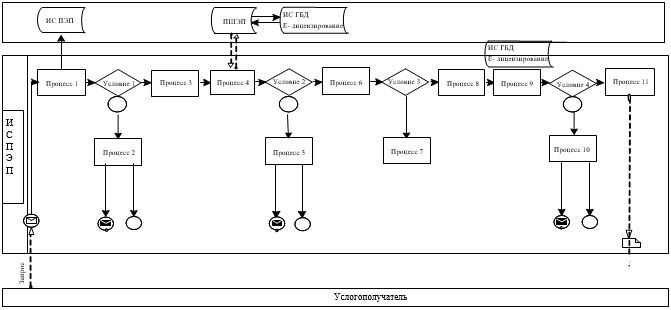 ИС ПЭП
ПШЭП
ИС ГБД
Е- лицензирование
ИС ГБД
Е- лицензирование
Процесс 1
Условие 1
Процесс 3
Процесс 4
Условие 2
Процесс 6
Условие 3
Процесс 8
Процесс 9
Условие 4
Процесс 11
И
С
П
Э
П
Процесс 2
Процесс 5
Процесс 7
Процесс 10
Запрос
Услогополучатель